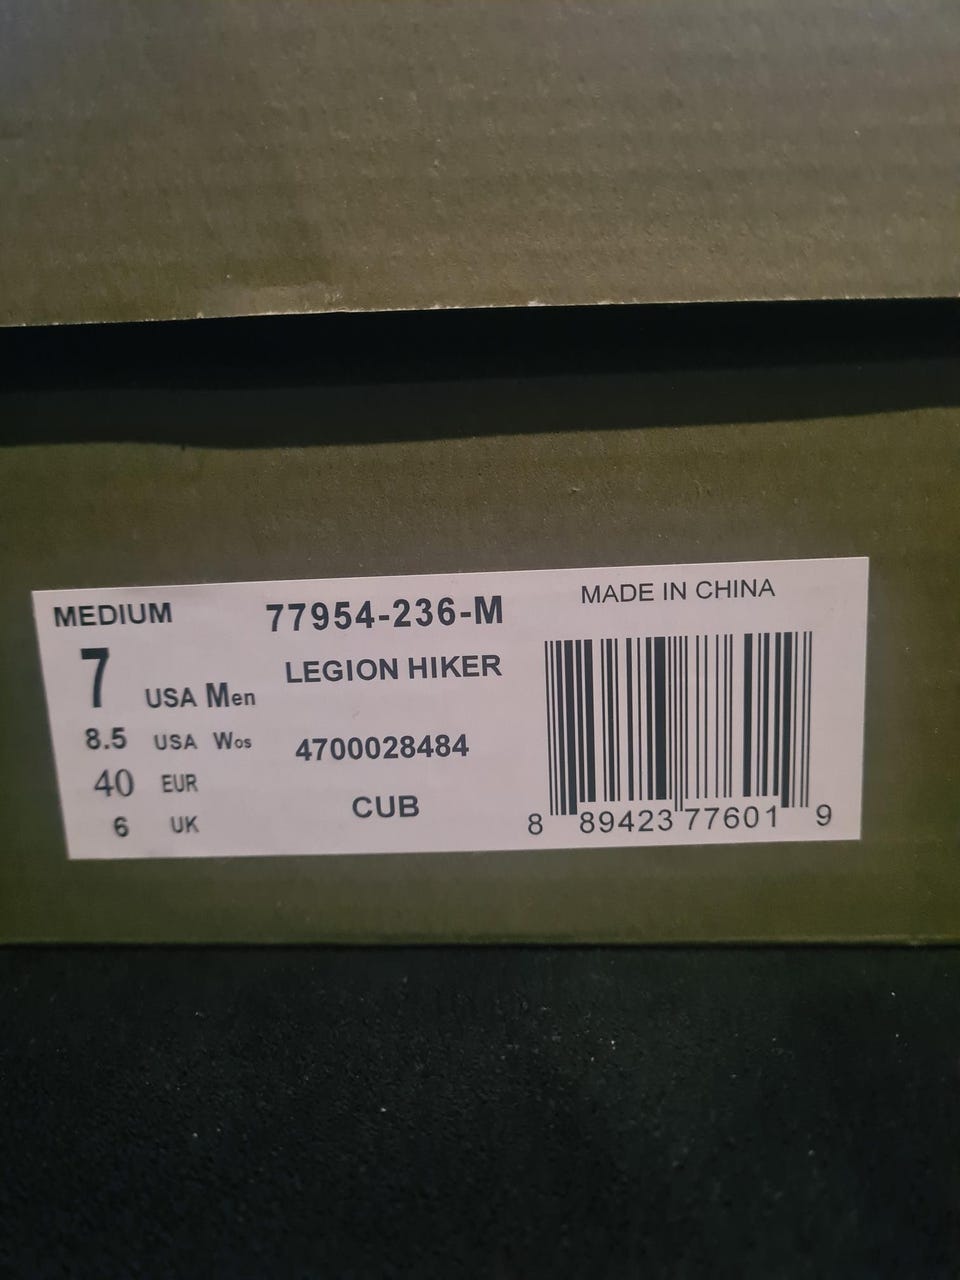 MEDIUM
7 USA Men
8.5 USA Wos
40 EUR
6 UK
77954-236-M
LEGION HIKER
4700028484
CUB
MADE IN CHINA
8 89423 77601 9